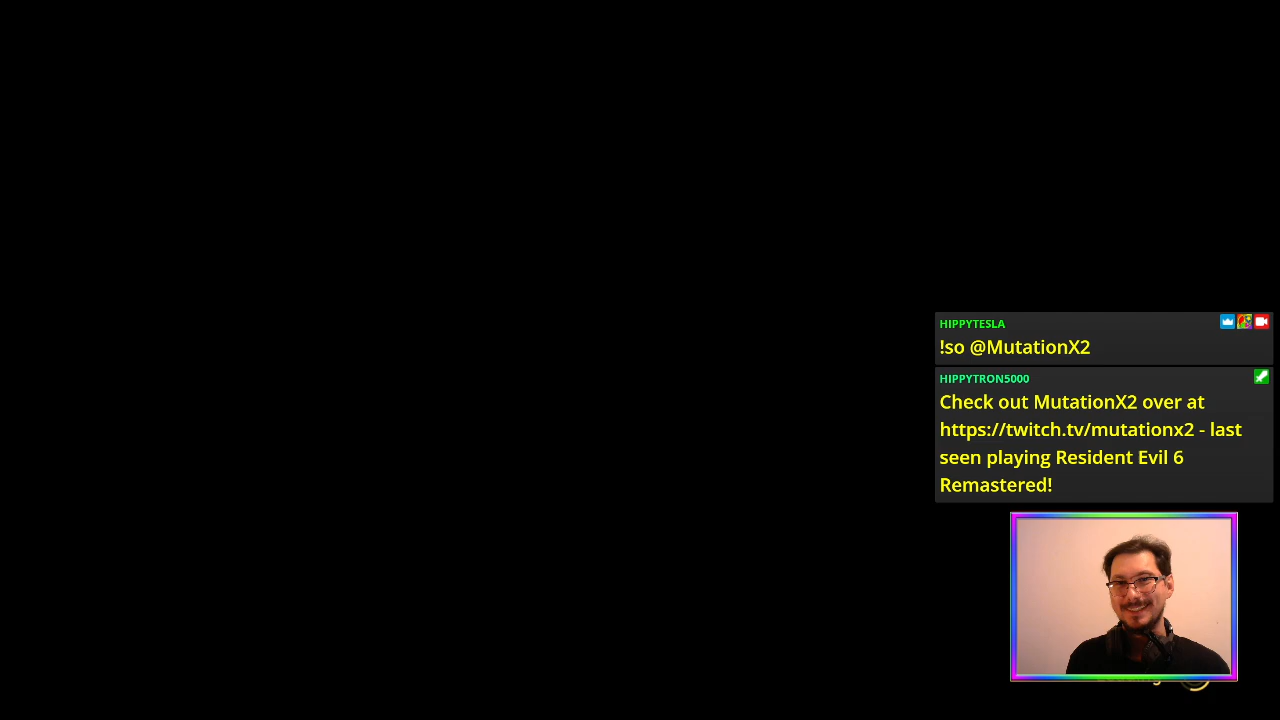 HIPPYTESLA
!so @MutationX2
HIPPYTRON5000
Check out MutationX2 over at
https://twitch.tv/mutationx2 - last
seen playing Resident Evil 6
Remastered!